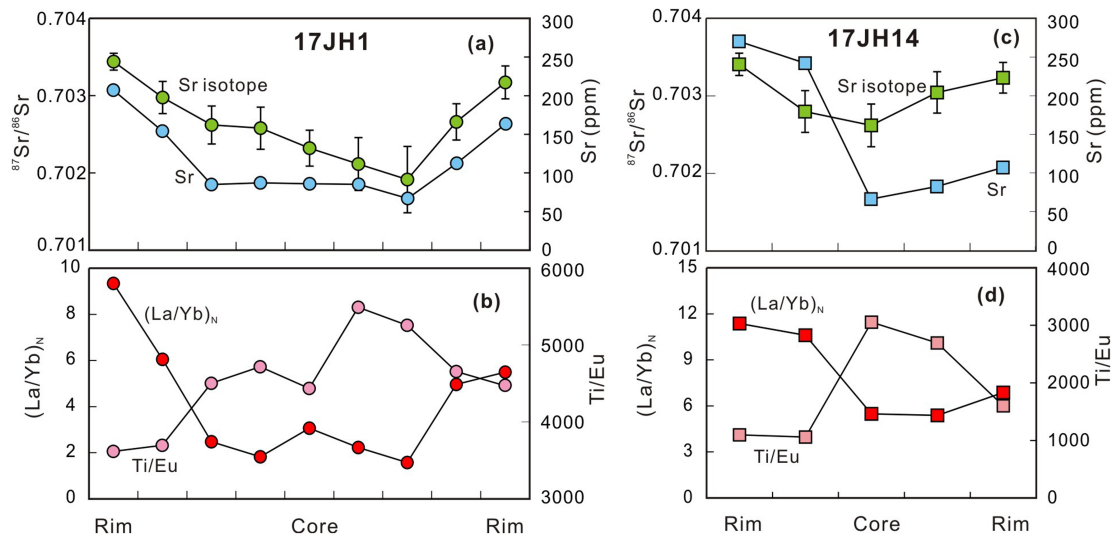 17JH1
(a)
0.704
0.703
0.702
0.701
⁸⁷Sr/⁸⁶Sr
Sr isotope
Sr
300
250
200
150
100
50
0
Sr (ppm)
17JH14
(c)
0.704
0.703
0.702
0.701
⁸⁷Sr/⁸⁶Sr
Sr isotope
Sr
300
250
200
150
100
50
0
Sr (ppm)
(b)
10
8
6
4
2
0
(La/Yb)N
(La/Yb)N
Ti/Eu
6000
5000
4000
3000
Ti/Eu
Rim
Core
Rim
(d)
15
12
9
6
3
0
(La/Yb)N
(La/Yb)N
Ti/Eu
4000
3000
2000
1000
0
Ti/Eu
Rim
Core
Rim